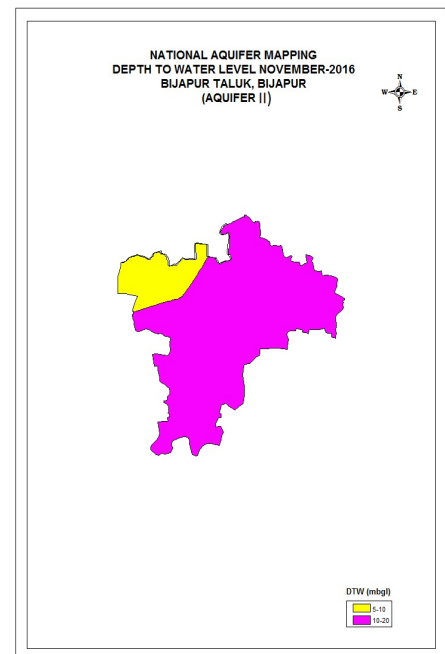 NATIONAL AQUIFER MAPPING
DEPTH TO WATER LEVEL NOVEMBER-2016
BIJAPUR TALUK, BIJAPUR
(AQUIFER II)
N
W E
S
DTW (mbgl)
5-10
10-20